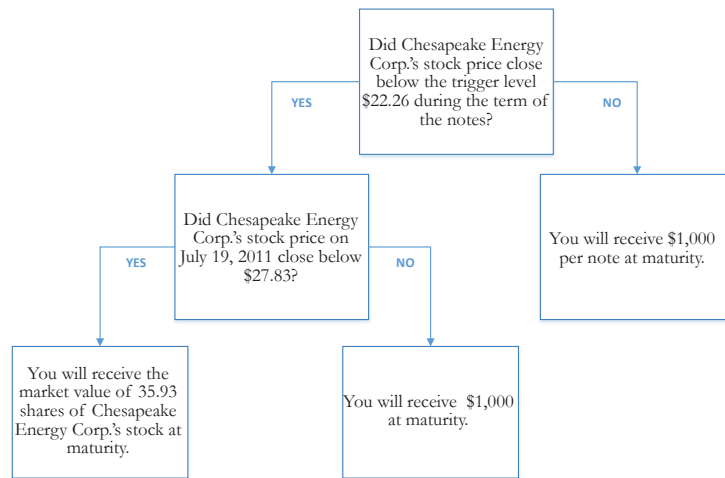 Did Chesapeake Energy
Corp.'s stock price close
below the trigger level
$22.26 during the term of
the notes?
YES
NO
Did Chesapeake Energy
Corp.'s stock price on
July 19, 2011 close below
$27.83?
You will receive $1,000
per note at maturity.
YES
NO
You will receive the
market value of 35.93
shares of Chesapeake
Energy Corp.'s stock at
maturity.
You will receive $1,000
at maturity.